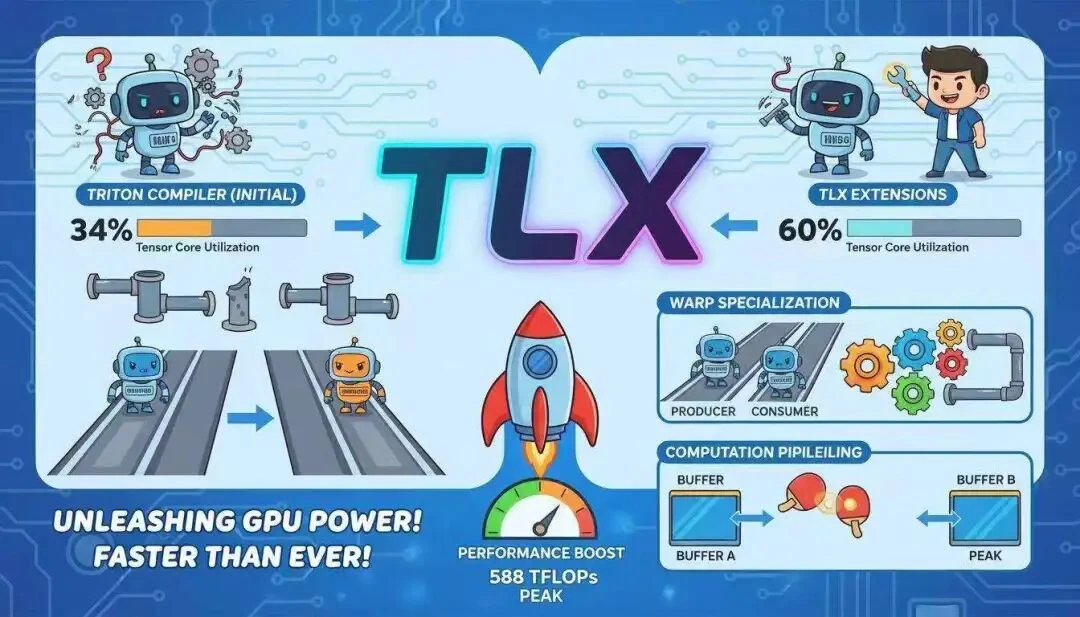 ?
TLX
TRITON COMPILER (INITIAL)
34%
Tensor Core Utilization
TLX EXTENSIONS
60%
Tensor Core Utilization
WARP SPECIALIZATION
PRODUCER
CONSUMER
COMPUTATION PIPILEILING
BUFFER
BUFFER A
BUFFER B
PEAK
UNLEASHING GPU POWER!
FASTER THAN EVER!
PERFORMANCE BOOST
588 TFLOPs
PEAK